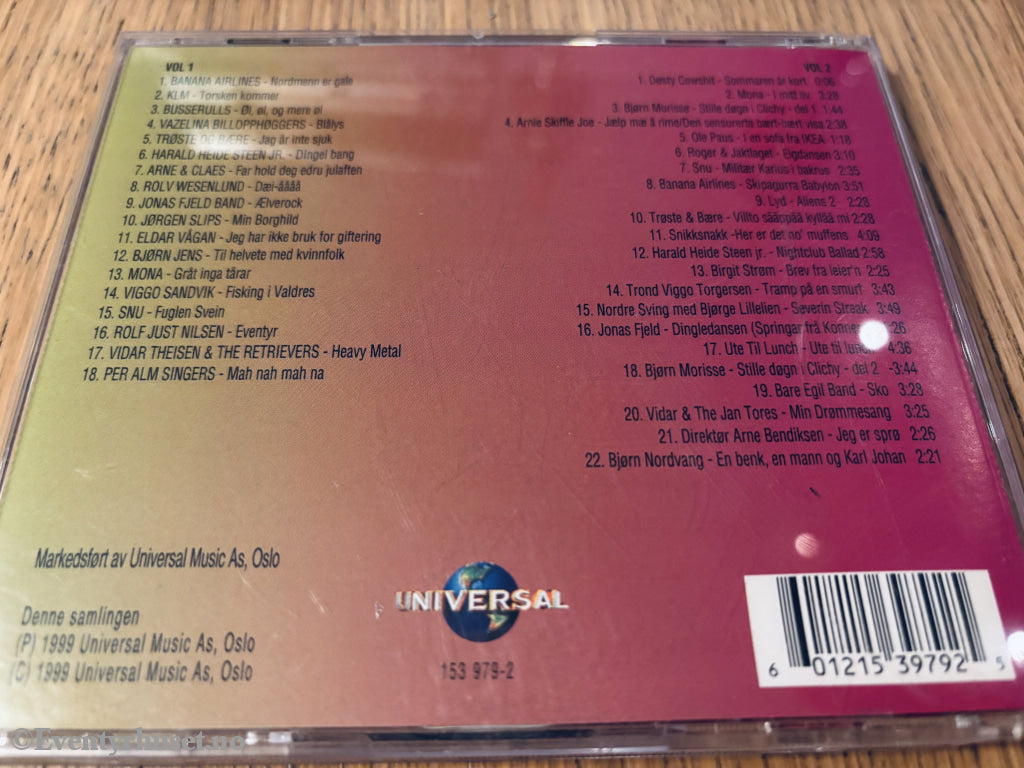 VOL 1
1. BANANA AIRLINES - Nordmenn er gale
2. KLM - Torsken kommer
3. BUSSERULLS - Øl, øl, og mere øl
4. VAZELINA BILLOPPHØGGERS - Blålys
5. TRØSTE OG BÆRE - Jag är inte sjuk
6. HARALD HEIDE STEEN JR. - Dingel bang
7. ARNE & CLAES - Far hold deg edru julaften
8. ROLV WESENLUND - Dæi-åååå
9. JONAS FJELD BAND - Ælverock
10. JØRGEN SLIPS - Min Borghild
11. ELDAR VÅGAN - Jeg har ikke bruk for giftering
12. BJØRN JENS - Til helvete med kvinnfolk
13. MONA - Gråt inga tårar
14. VIGGO SANDVIK - Fisking i Valdres
15. SNU - Fuglen Svein
16. ROLF JUST NILSEN - Eventyr
17. VIDAR THEISEN & THE RETRIEVERS - Heavy Metal
18. PER ALM SINGERS - Mah nah mah na
VOL 2
1. Døsty Cowshit - Sommaren är kort 0:06
2. Mona - I mitt liv 3:28
3. Bjørn Morisse - Stille døgn i Clichy - del 1 1:44
4. Arnie Skiffle Joe - Jælp mæ å rime/Den sensurerte bært-bært visa 2:38
5. Ole Paus - I en sofa fra IKEA 1:18
6. Roger & Jaktlaget - Elgdansen 3:10
7. Snu - Militær Karius i bakrus 2:35
8. Banana Airlines - Skipagurra Babylon 3:51
9. Lyd - Aliens 2 2:28
10. Trøste & Bære - Villto sääppää kyllää mi 2:28
11. Snikksnakk -Her er det no' muffens 4:09
12. Harald Heide Steen jr. - Nightclub Ballad 2:58
13. Birgit Strøm - Brev fra leier'n 2:25
14. Trond Viggo Torgersen - Tramp på en smurf 3:43
15. Nordre Sving med Bjørge Lillelien - Severin Streak 3:49
16. Jonas Fjeld - Dingledansen (Springar frå :26
17. Ute Til Lunch - Ute til lunch 4:36
18. Bjørn Morisse - Stille døgn i Clichy - del 2 -3:44
19. Bare Egil Band - Sko 3:28
20. Vidar & The Jan Tores - Min Drømmesang 3:25
21. Direktør Arne Bendiksen - Jeg er sprø 2:26
22. Bjørn Nordvang - En benk, en mann og Karl Johan 2:21
Markedsført av Universal Music As, Oslo
Denne samlingen
(P) 1999 Universal Music As, Oslo
(C) 1999 Universal Music As, Oslo
UNIVERSAL
153 979-2
6 01215 39792 5
©Eventyrhuset.no